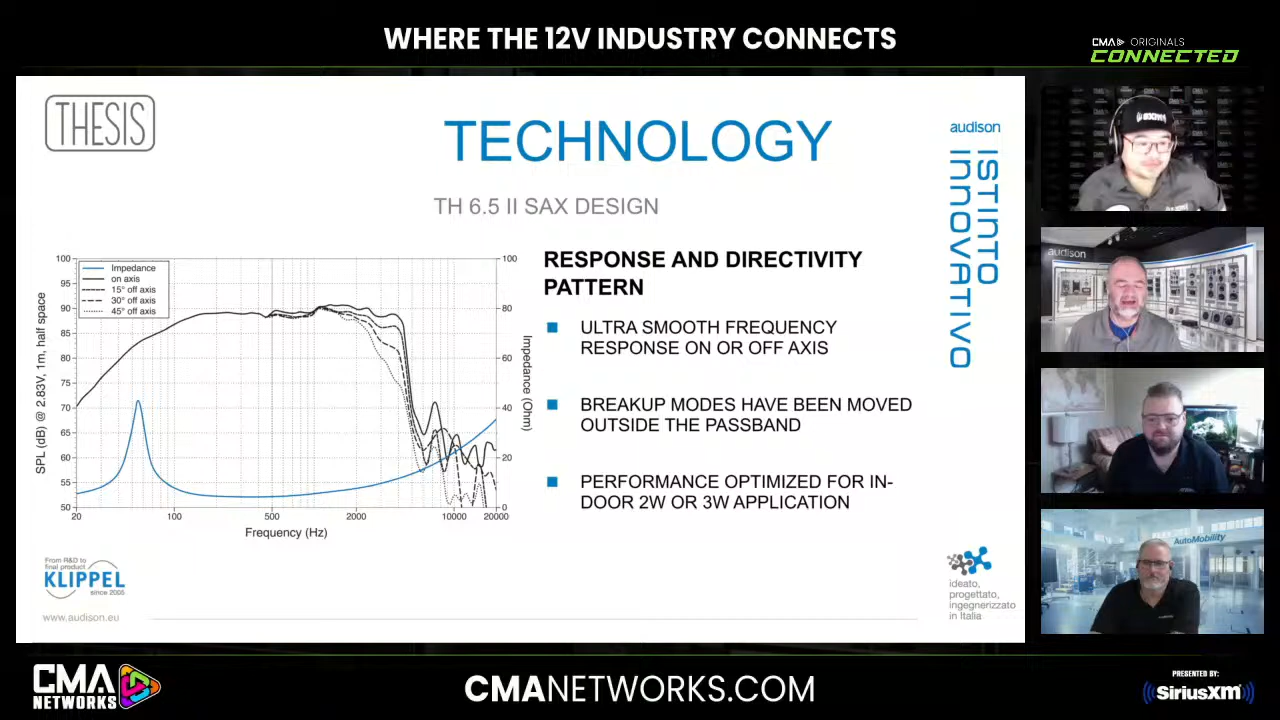 WHERE THE 12V INDUSTRY CONNECTS
CMA ORIGINALS
CONNECTED
THESIS
TECHNOLOGY
audison
ISTINTO
INNOVATIVO
TH 6.5 II SAX DESIGN
RESPONSE AND DIRECTIVITY
PATTERN
ULTRA SMOOTH FREQUENCY
RESPONSE ON OR OFF AXIS
BREAKUP MODES HAVE BEEN MOVED
OUTSIDE THE PASSBAND
PERFORMANCE OPTIMIZED FOR IN-
DOOR 2W OR 3W APPLICATION
Impedance
on axis
15° off axis
30° off axis
45° off axis
SPL (dB) @ 2.83V, 1m, half space
100
95
90
85
80
75
70
65
60
55
50
100
80
60
40
20
0
Impedance (Ohm)
20
100
500
2000
10000
20000
Frequency (Hz)
From R&D to
final product
KLIPPEL
since 2005
www.audison.eu
ideato,
progettato,
ingegnerizzato
in Italia
audison
AutoMobility
CMA
NETWORKS
CMANETWORKS.COM
PRESENTED BY:
SiriusXM